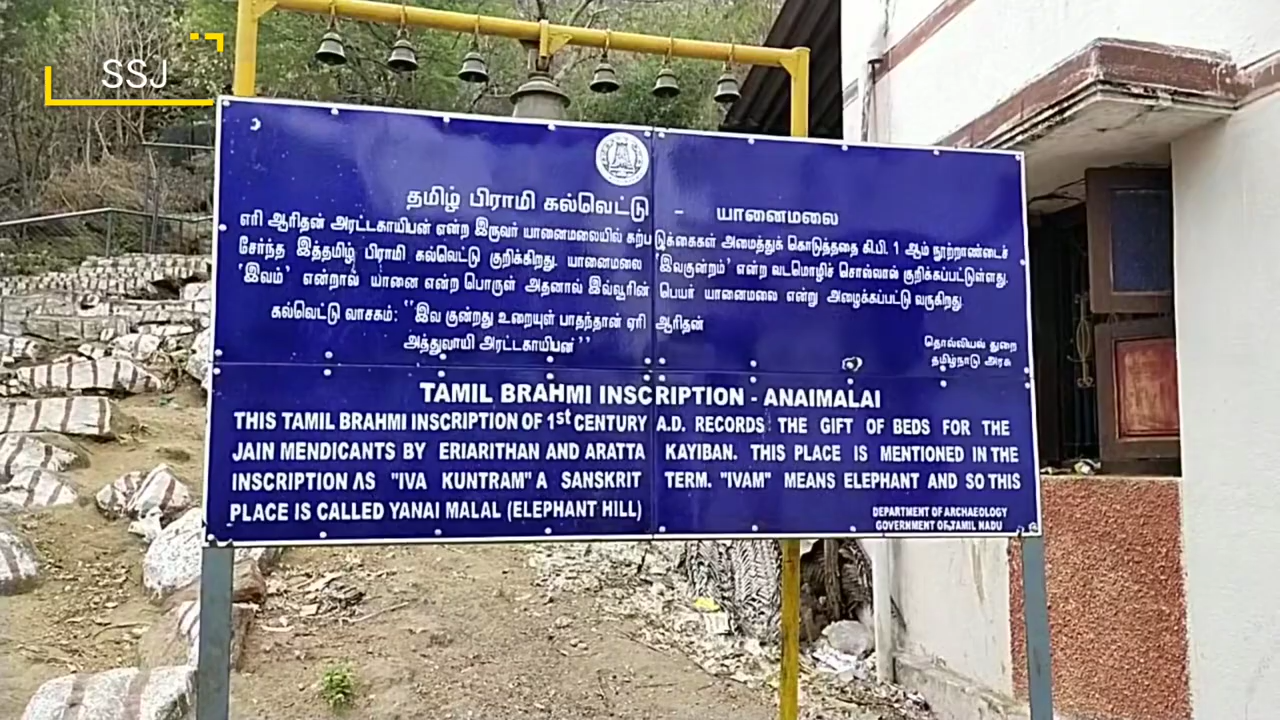 SSJ
தமிழ் பிராமி கல்வெட்டு - யானைமலை
எரி ஆரிதன் அரட்டகாயிபன் என்ற இருவர் யானைமலையில் கற்படுக்கைகள் அமைத்துக் கொடுத்ததை கி.பி. 1 ஆம் நூற்றாண்டைச்
சேர்ந்த இத்தமிழ் பிராமி கல்வெட்டு குறிக்கிறது. யானைமலை 'இவகுன்றம்' என்ற வடமொழிச் சொல்லால் குறிக்கப்பட்டுள்ளது.
'இவம்' என்றால் யானை என்ற பொருள் அதனால் இவ்வூரின் பெயர் யானைமலை என்று அழைக்கப்பட்டு வருகிறது.
கல்வெட்டு வாசகம்: "இவ குன்றது உறையுள் பாதந்தான் ஏரி ஆரிதன்
அத்துவாயி அரட்டகாயிபன்"
தொல்லியல் துறை
தமிழ்நாடு அரசு
TAMIL BRAHMI INSCRIPTION - ANAIMALAI
THIS TAMIL BRAHMI INSCRIPTION OF 1st CENTURY A.D. RECORDS THE GIFT OF BEDS FOR THE
JAIN MENDICANTS BY ERIARITHAN AND ARATTA KAYIBAN. THIS PLACE IS MENTIONED IN THE
INSCRIPTION AS "IVA KUNTRAM" A SANSKRIT TERM. "IVAM" MEANS ELEPHANT AND SO THIS
PLACE IS CALLED YANAI MALAL (ELEPHANT HILL)
DEPARTMENT OF ARCHAEOLOGY
GOVERNMENT OF TAMIL NADU